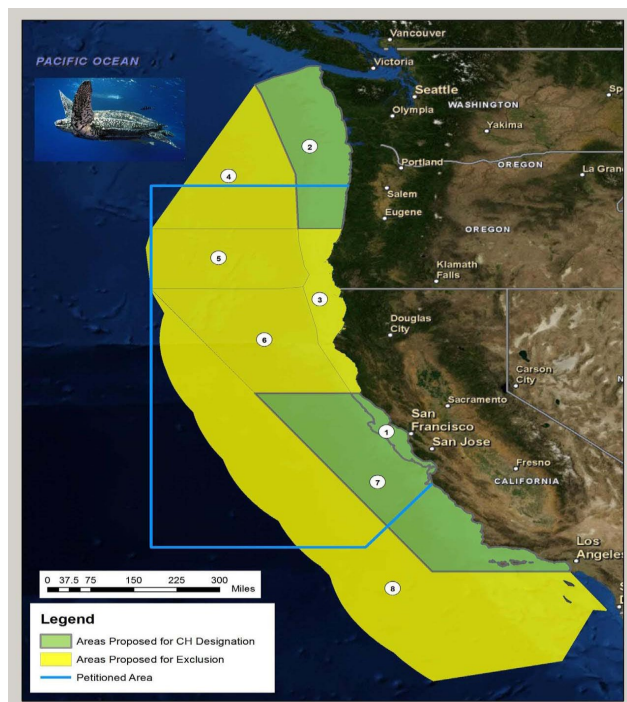 PACIFIC OCEAN
Vancouver
Victoria
Seattle
Olympia
WASHINGTON
Yakima
2
4
Portland
OREGON
La Gran
Salem
Eugene
OREGON
5
Klamath
Falls
3
Douglas
City
6
Carson
City
Sacramento
1
San
Francisco
San Jose
7
Fresno
CALIFORNIA
Los
Angeles
8
0 37.5 75 150 225 300
Miles
Legend
Areas Proposed for CH Designation
Areas Proposed for Exclusion
Petitioned Area